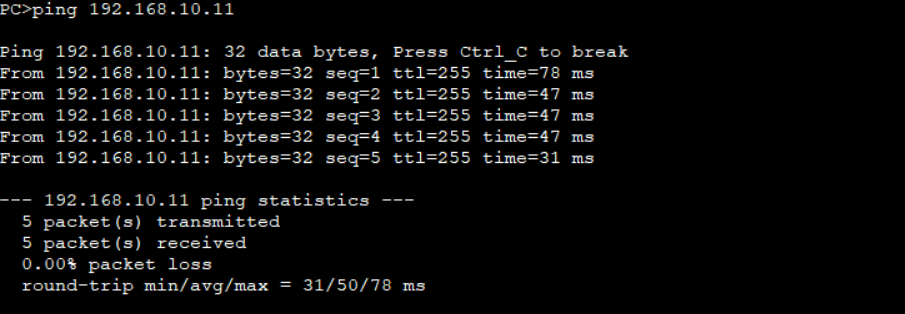 PC>ping 192.168.10.11
Ping 192.168.10.11: 32 data bytes, Press Ctrl_C to break
From 192.168.10.11: bytes=32 seq=1 ttl=255 time=78 ms
From 192.168.10.11: bytes=32 seq=2 ttl=255 time=47 ms
From 192.168.10.11: bytes=32 seq=3 ttl=255 time=47 ms
From 192.168.10.11: bytes=32 seq=4 ttl=255 time=47 ms
From 192.168.10.11: bytes=32 seq=5 ttl=255 time=31 ms
--- 192.168.10.11 ping statistics ---
5 packet(s) transmitted
5 packet(s) received
0.00% packet loss
round-trip min/avg/max = 31/50/78 ms